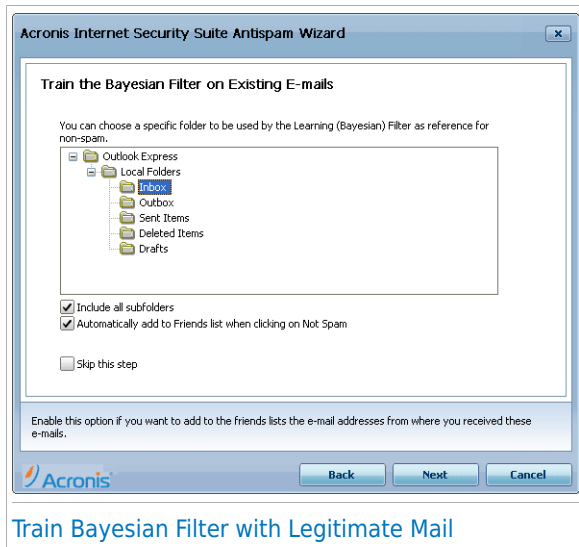 Acronis Internet Security Suite Antispam Wizard
Train the Bayesian Filter on Existing E-mails
You can choose a specific folder to be used by the Learning (Bayesian) Filter as reference for
non-spam.
Outlook Express
Local Folders
Inbox
Outbox
Sent Items
Deleted Items
Drafts
Include all subfolders
Automatically add to Friends list when clicking on Not Spam
Skip this step
Enable this option if you want to add to the friends lists the e-mail addresses from where you received these
e-mails.
Acronis
Back
Next
Cancel
Train Bayesian Filter with Legitimate Mail